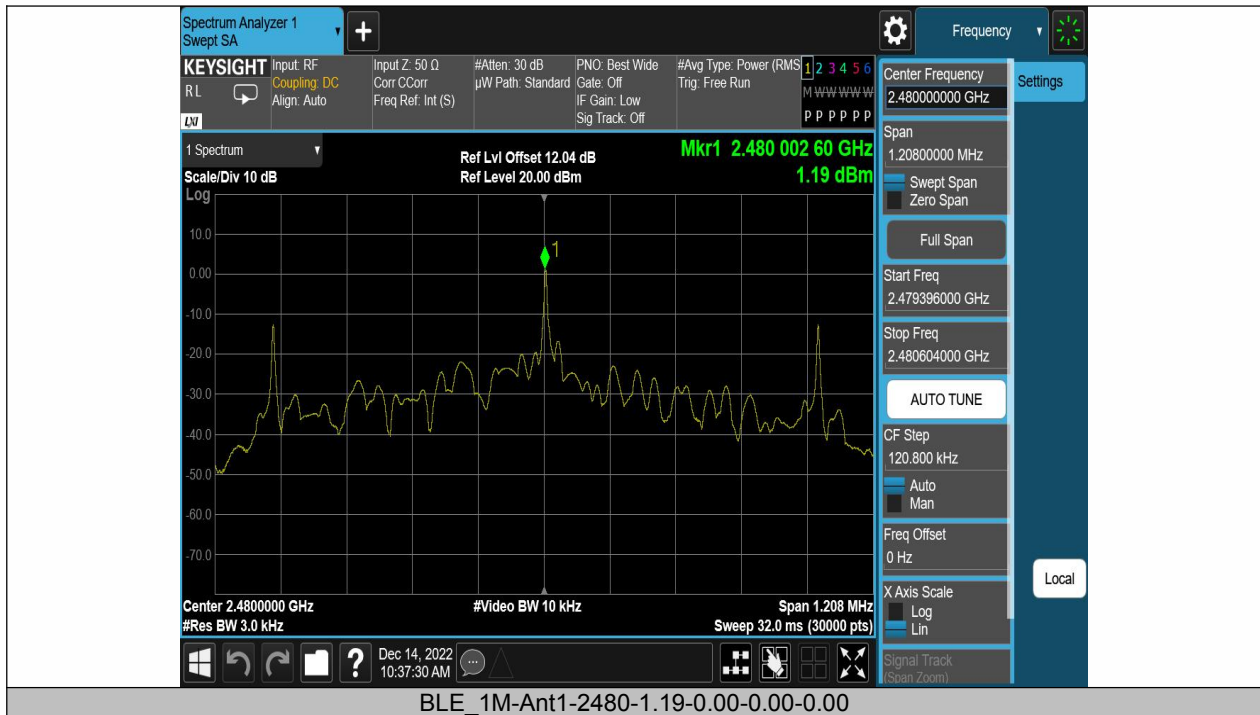 Spectrum Analyzer 1
Swept SA
+
Frequency
KEYSIGHT
RL
LXI
Input: RF
Coupling: DC
Align: Auto
Input Z: 50 Ω
Corr CCorr
Freq Ref: Int (S)
#Atten: 30 dB
µW Path: Standard
PNO: Best Wide
Gate: Off
IF Gain: Low
Sig Track: Off
#Avg Type: Power (RMS
Trig: Free Run
1 2 3 4 5 6
M W W W W W
P P P P P P
Center Frequency
2.480000000 GHz
Settings
Span
1.20800000 MHz
Swept Span
Zero Span
Full Span
Start Freq
2.479396000 GHz
Stop Freq
2.480604000 GHz
AUTO TUNE
CF Step
120.800 kHz
Auto
Man
Freq Offset
0 Hz
X Axis Scale
Log
Lin
Signal Track
(Span Zoom)
Local
1 Spectrum
Scale/Div 10 dB
Ref Lvl Offset 12.04 dB
Ref Level 20.00 dBm
Mkr1 2.480 002 60 GHz
1.19 dBm
Log
10.0
0.00
-10.0
-20.0
-30.0
-40.0
-50.0
-60.0
-70.0
1
Center 2.4800000 GHz
#Res BW 3.0 kHz
#Video BW 10 kHz
Span 1.208 MHz
Sweep 32.0 ms (30000 pts)
?
Dec 14, 2022
10:37:30 AM
BLE_1M-Ant1-2480-1.19-0.00-0.00-0.00